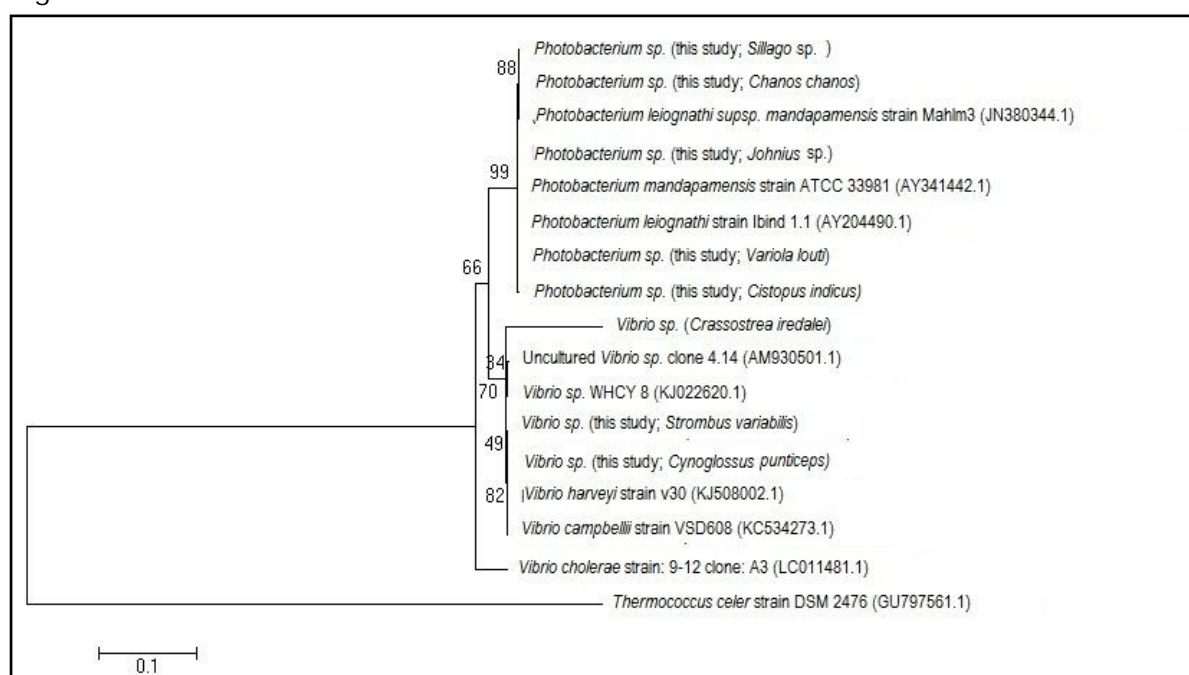 88
Photobacterium sp. (this study; Sillago sp. )
Photobacterium sp. (this study; Chanos chanos)
Photobacterium leiognathi supsp. mandapamensis strain Mahlm3 (JN380344.1)
99
Photobacterium sp. (this study; Johnius sp.)
Photobacterium mandapamensis strain ATCC 33981 (AY341442.1)
Photobacterium leiognathi strain lbind 1.1 (AY204490.1)
Photobacterium sp. (this study; Variola louti)
66
Photobacterium sp. (this study; Cistopus indicus)
Vibrio sp. (Crassostrea iredalei)
34
Uncultured Vibrio sp. clone 4.14 (AM930501.1)
70
Vibrio sp. WHCY 8 (KJ022620.1)
Vibrio sp. (this study; Strombus variabilis)
49
Vibrio sp. (this study; Cynoglossus punticeps)
82
Vibrio harveyi strain v30 (KJ508002.1)
Vibrio campbellii strain VSD608 (KC534273.1)
Vibrio cholerae strain: 9-12 clone: A3 (LC011481.1)
Thermococcus celer strain DSM 2476 (GU797561.1)
0.1